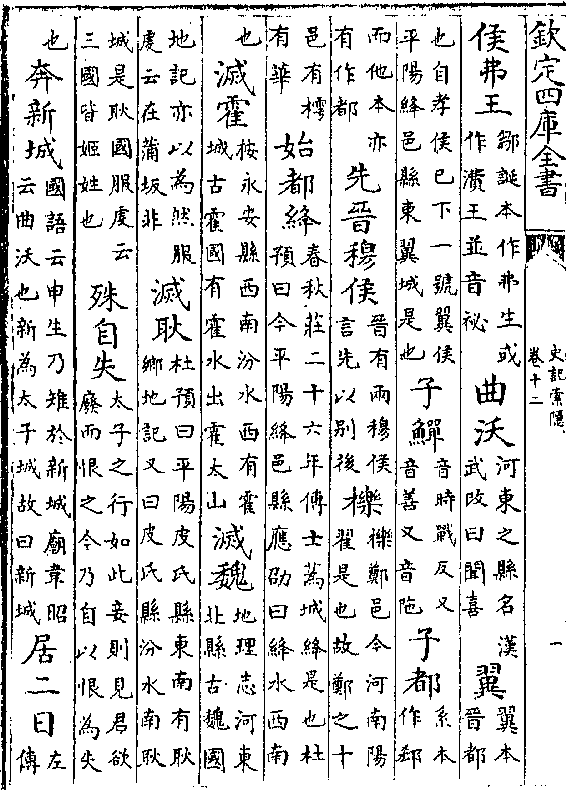 欽定四庫全書
史記索隱
卷十二
一
侯弗王鄒誕本作弗生或作灒王並音祕曲沃河東之縣名漢武改曰聞喜翼翼本晉都
也自孝侯已下一號翼侯平陽絳邑縣東翼城是也子鱓音時戰反又音善又音陁子都系本作郄
而他本亦有作都先晉穆侯晉有兩穆侯言先以别後櫟櫟鄭邑今河南陽翟是也故鄭之十
邑有櫟有華始都絳春秋莊二十六年傳士蒍城絳是也杜預曰今平陽絳邑縣應劭曰絳水西南
也滅霍按永安縣西南汾水西有霍城古霍國有霍水出霍太山滅魏地理志河東北縣古魏國
地記亦以為然服虔云在蒲坂非滅耿杜預曰平陽皮氏縣東南有耿鄉地記又曰皮氏縣汾水南耿
城是耿國服虔云三國皆姬姓也殊自失太子之行如此妾則見君欲廢而恨之今乃自以恨為失
也奔新城國語云申生乃雉於新城廟韋昭云曲沃也新為太子城故曰新城居二日左傳